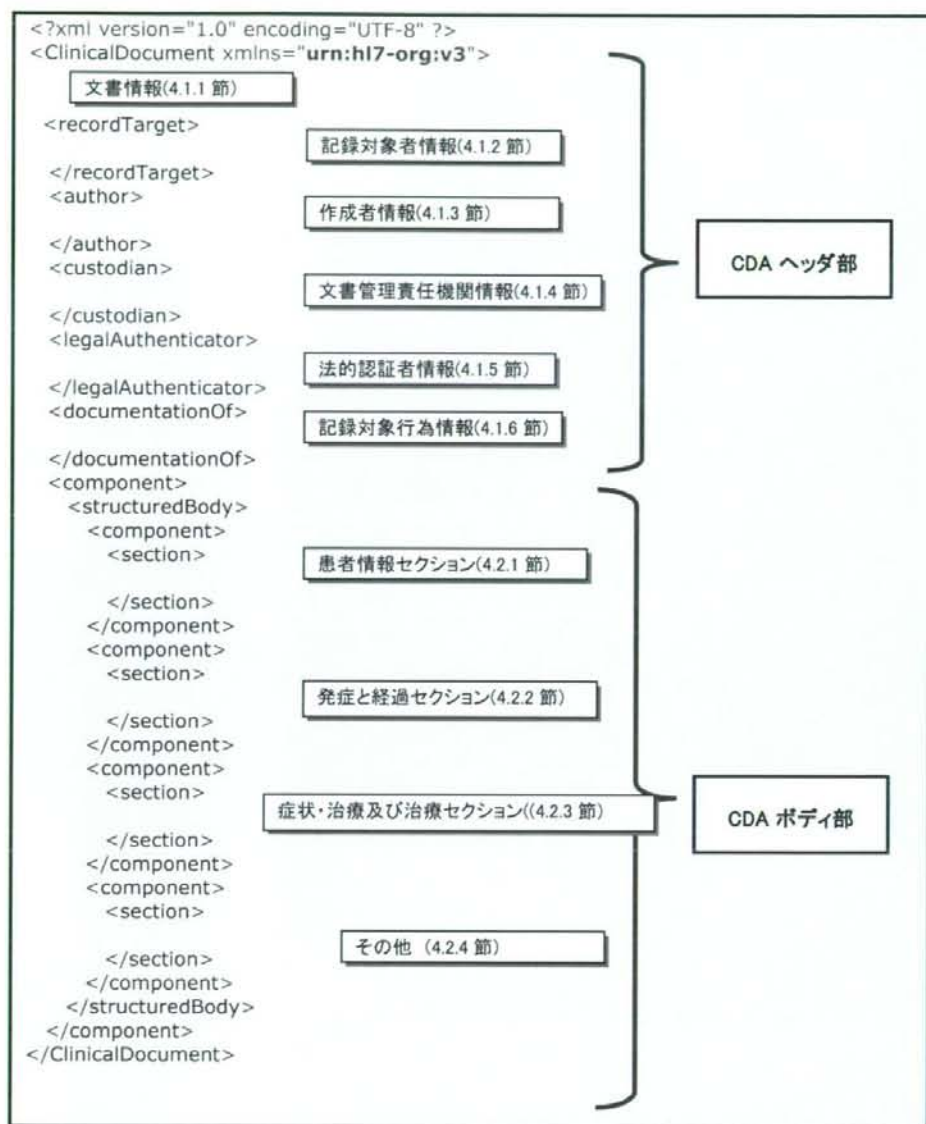 <?xml version="1.0" encoding="UTF-8" ?>
<ClinicalDocument xmlns="urn:hl7-org:v3">
文書情報(4.1.1 節)
<recordTarget>
記録対象者情報(4.1.2 節)
</recordTarget>
<author>
作成者情報(4.1.3 節)
</author>
<custodian>
文書管理責任機関情報(4.1.4 節)
</custodian>
<legalAuthenticator>
法的認証者情報(4.1.5 節)
</legalAuthenticator>
<documentationOf>
記録対象行為情報(4.1.6 節)
</documentationOf>
CDA ヘッダ部
<component>
<structuredBody>
<component>
<section>
患者情報セクション(4.2.1 節)
</section>
</component>
<component>
<section>
発症と経過セクション(4.2.2 節)
</section>
</component>
<component>
<section>
症状・治療及び治療セクション((4.2.3 節)
</section>
</component>
<component>
<section>
その他 (4.2.4 節)
</section>
</component>
</structuredBody>
</component>
</ClinicalDocument>
CDA ボディ部